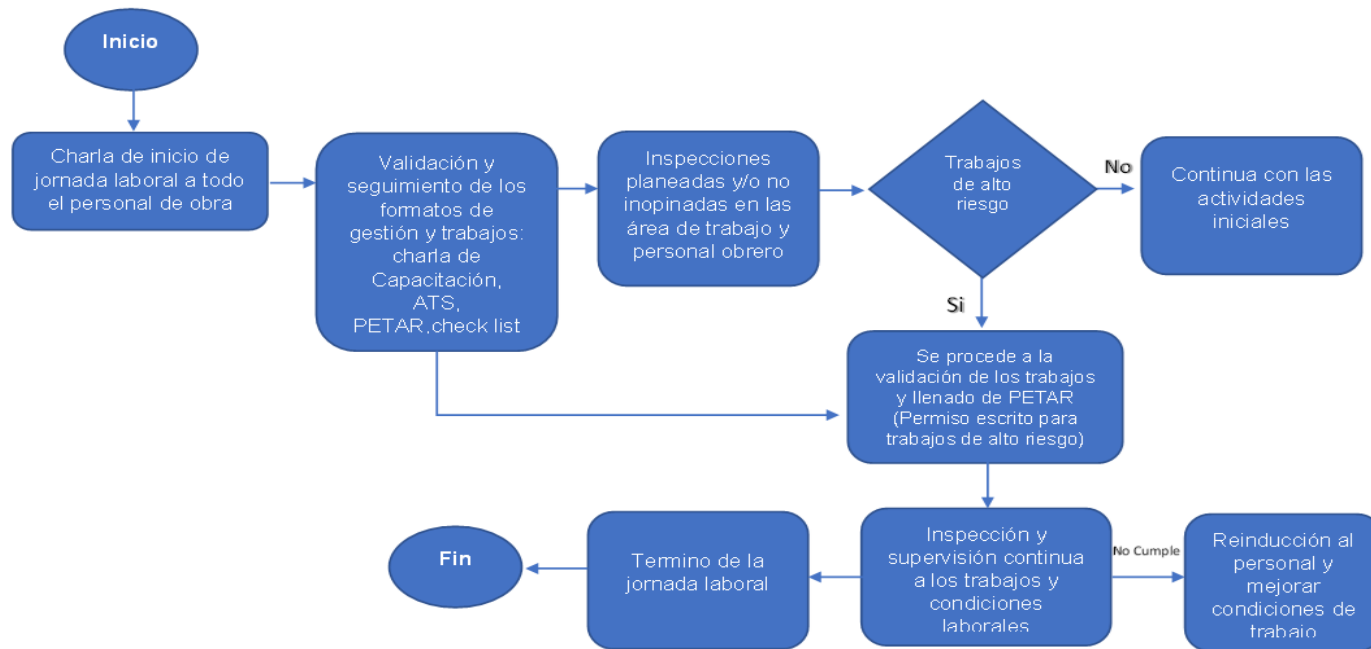 Inicio
Charla de inicio de
jornada laboral a todo
el personal de obra
Validación y
seguimiento de los
formatos de
gestión y trabajos:
charla de
Capacitación,
ATS,
PETAR,check list
Inspecciones
planeadas y/o no
inopinadas en las
área de trabajo y
personal obrero
Trabajos
de alto
riesgo
No
Continua con las
actividades
iniciales
Si
Se procede a la
validación de los trabajos
y llenado de PETAR
(Permiso escrito para
trabajos de alto riesgo)
Fin
Termino de la
jornada laboral
Inspección y
supervisión continua
a los trabajos y
condiciones
laborales
No Cumple
Reinducción al
personal y
mejorar
condiciones de
trabajo